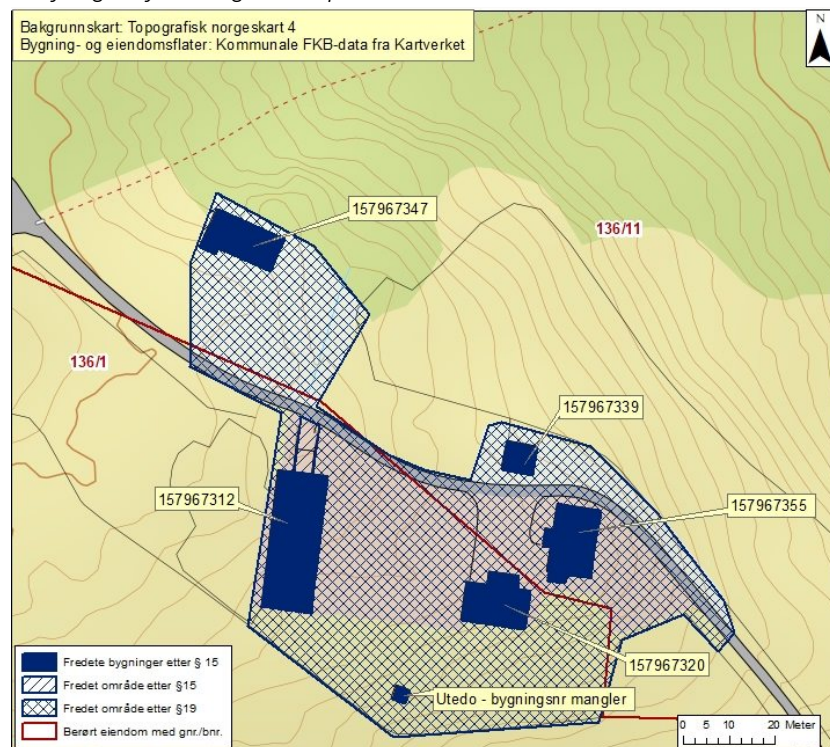 Bakgrunnskart: Topografisk norgeskart 4
Bygning- og eiendomsflater: Kommunale FKB-data fra Kartverket
N
157967347
136/11
136/1
157967339
157967312
157967355
157967320
Utedo - bygningsnr mangler
Fredete bygninger etter § 15
Fredet område etter §15
Fredet område etter §19
Berørt eiendom med gnr./bnr.
0 5 10 20 Meter